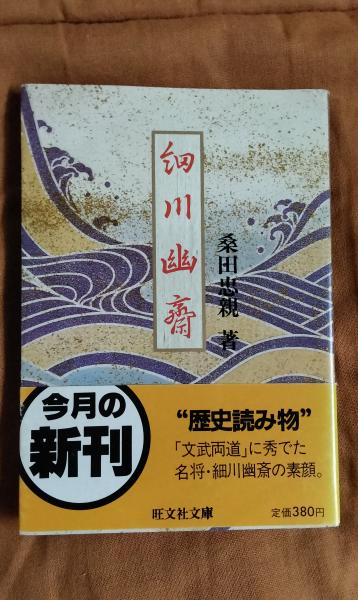 細川幽斎
桑田忠親 著
今月の
新刊
“歴史読み物”
「文武両道」に秀でた
名将・細川幽斎の素顔。
旺文社文庫
定価380円